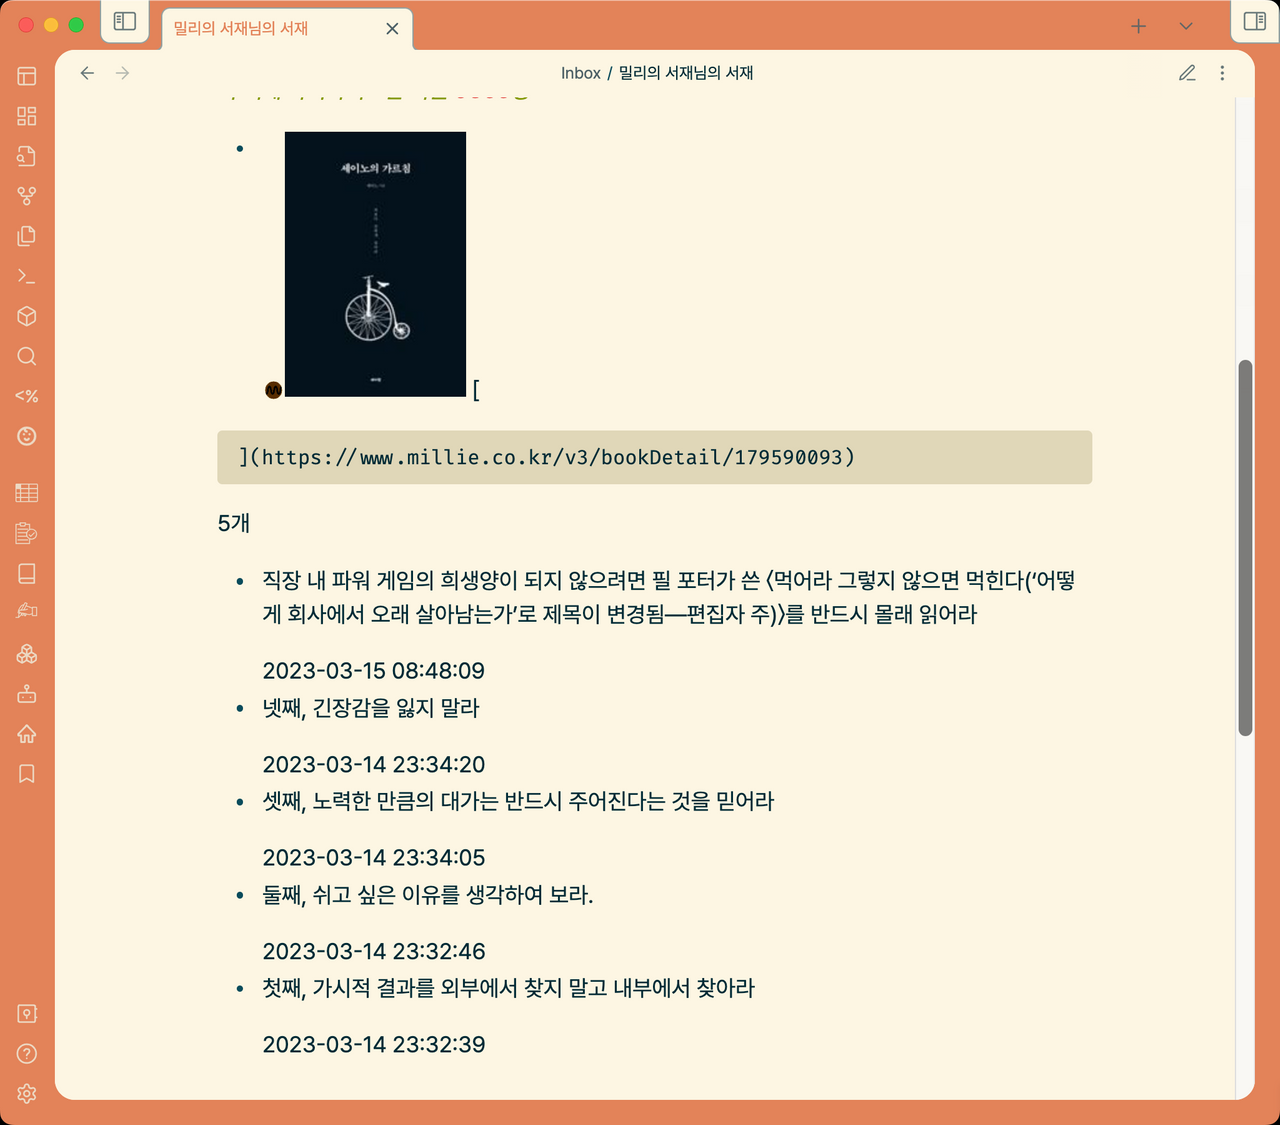 밀리의 서재님의 서재
Inbox / 밀리의 서재님의 서재
세이노의 가르침
[
](https://www.millie.co.kr/v3/bookDetail/179590093)
5개
직장 내 파워 게임의 희생양이 되지 않으려면 필 포터가 쓴 〈먹어라 그렇지 않으면 먹힌다(‘어떻
게 회사에서 오래 살아남는가’로 제목이 변경됨—편집자 주)〉를 반드시 몰래 읽어라
2023-03-15 08:48:09
넷째, 긴장감을 잃지 말라
2023-03-14 23:34:20
셋째, 노력한 만큼의 대가는 반드시 주어진다는 것을 믿어라
2023-03-14 23:34:05
둘째, 쉬고 싶은 이유를 생각하여 보라.
2023-03-14 23:32:46
첫째, 가시적 결과를 외부에서 찾지 말고 내부에서 찾아라
2023-03-14 23:32:39